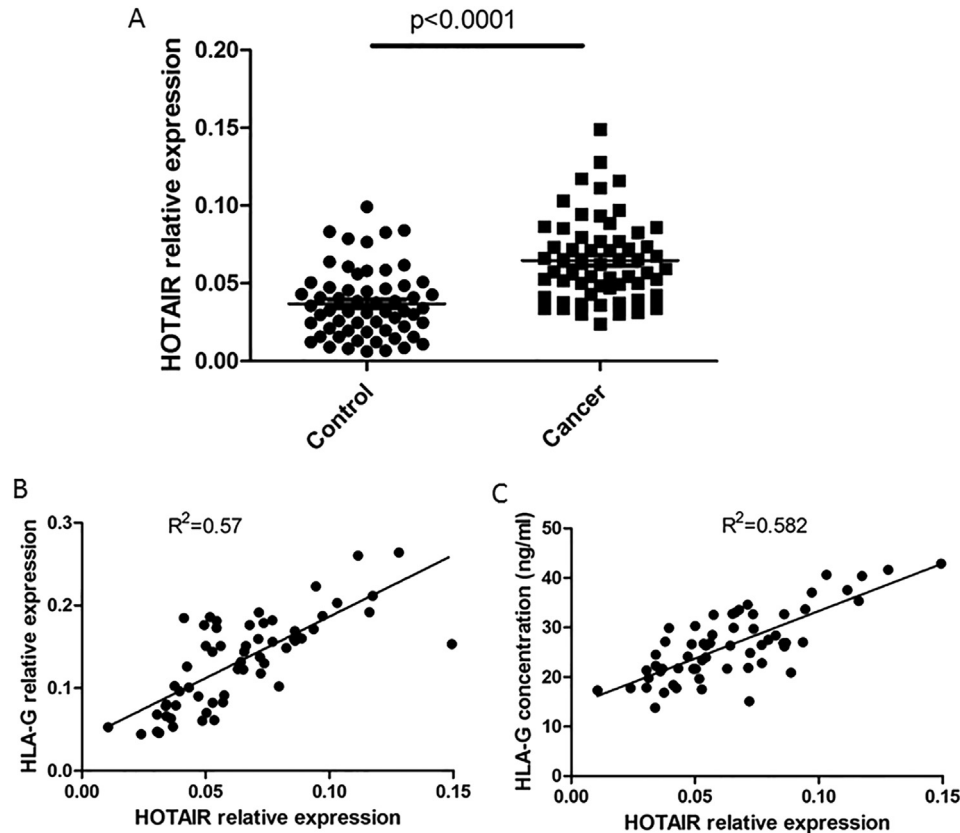 A
p<0.0001
HOTAIR relative expression
0.20
0.15
0.10
0.05
0.00
Control
Cancer
B
R²=0.57
HLA-G relative expression
0.3
0.2
0.1
0.0
0.00
0.05
0.10
0.15
HOTAIR relative expression
C
R²=0.582
HLA-G concentration (ng/ml)
50
40
30
20
10
0
0.00
0.05
0.10
0.15
HOTAIR relative expression